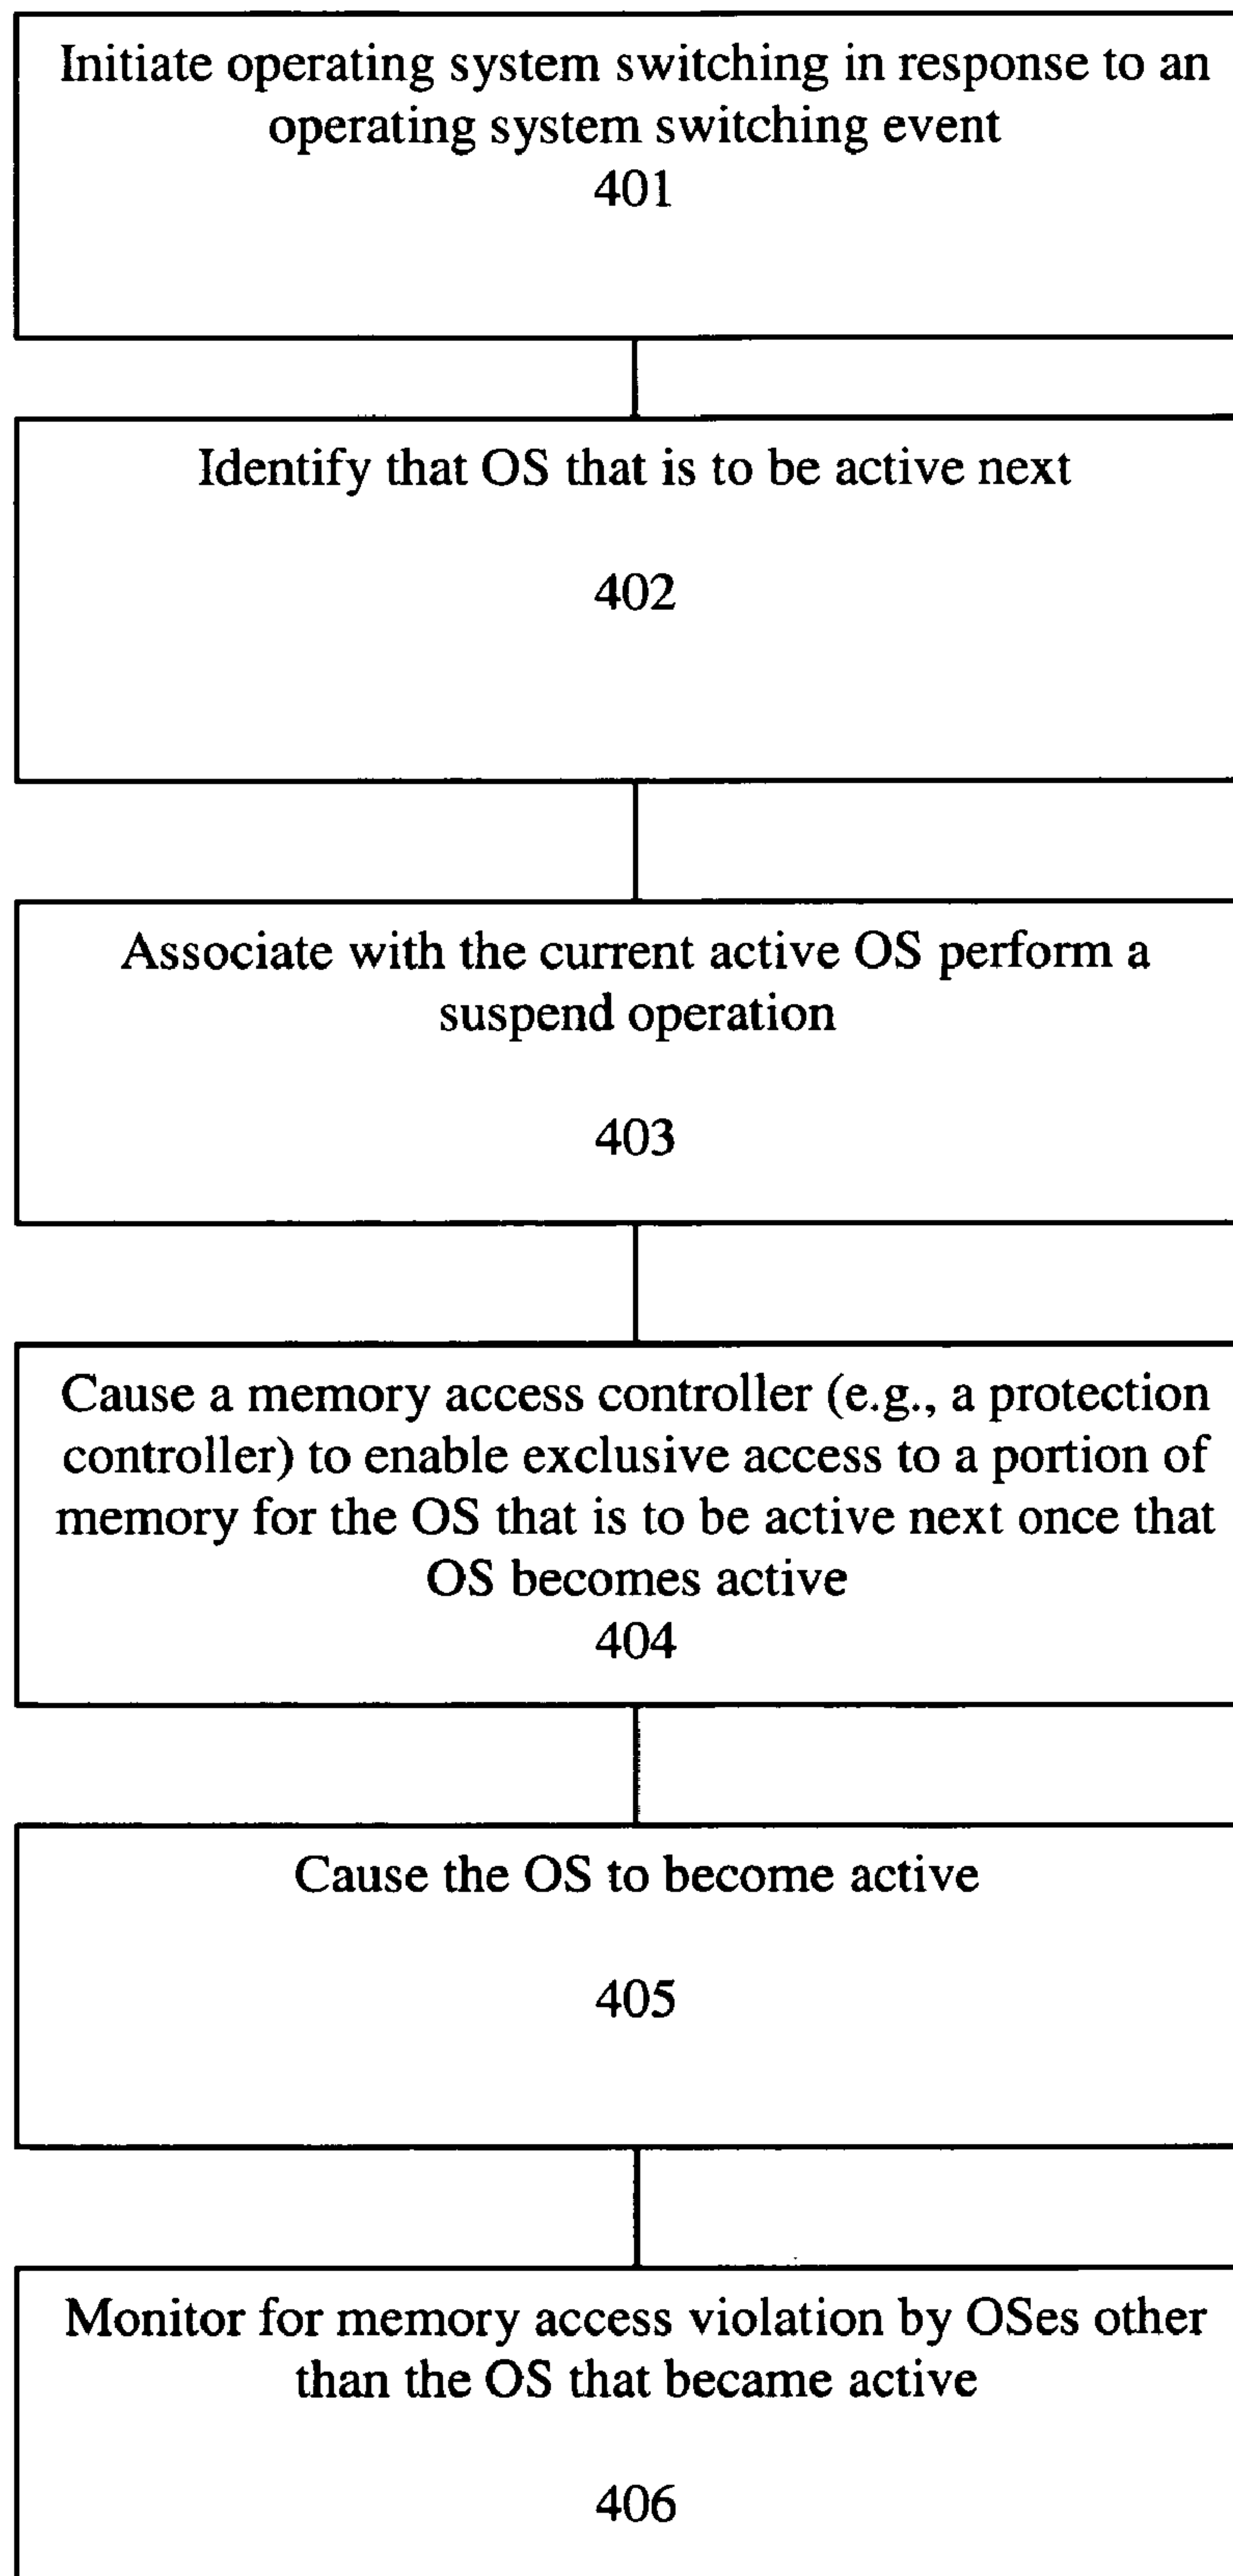 Initiate operating system switching in response to an
operating system switching event
401
Identify that OS that is to be active next
402
Associate with the current active OS perform a
suspend operation
403
Cause a memory access controller (e.g., a protection
controller) to enable exclusive access to a portion of
memory for the OS that is to be active next once that
OS becomes active
404
Cause the OS to become active
405
Monitor for memory access violation by OSes other
than the OS that became active
406